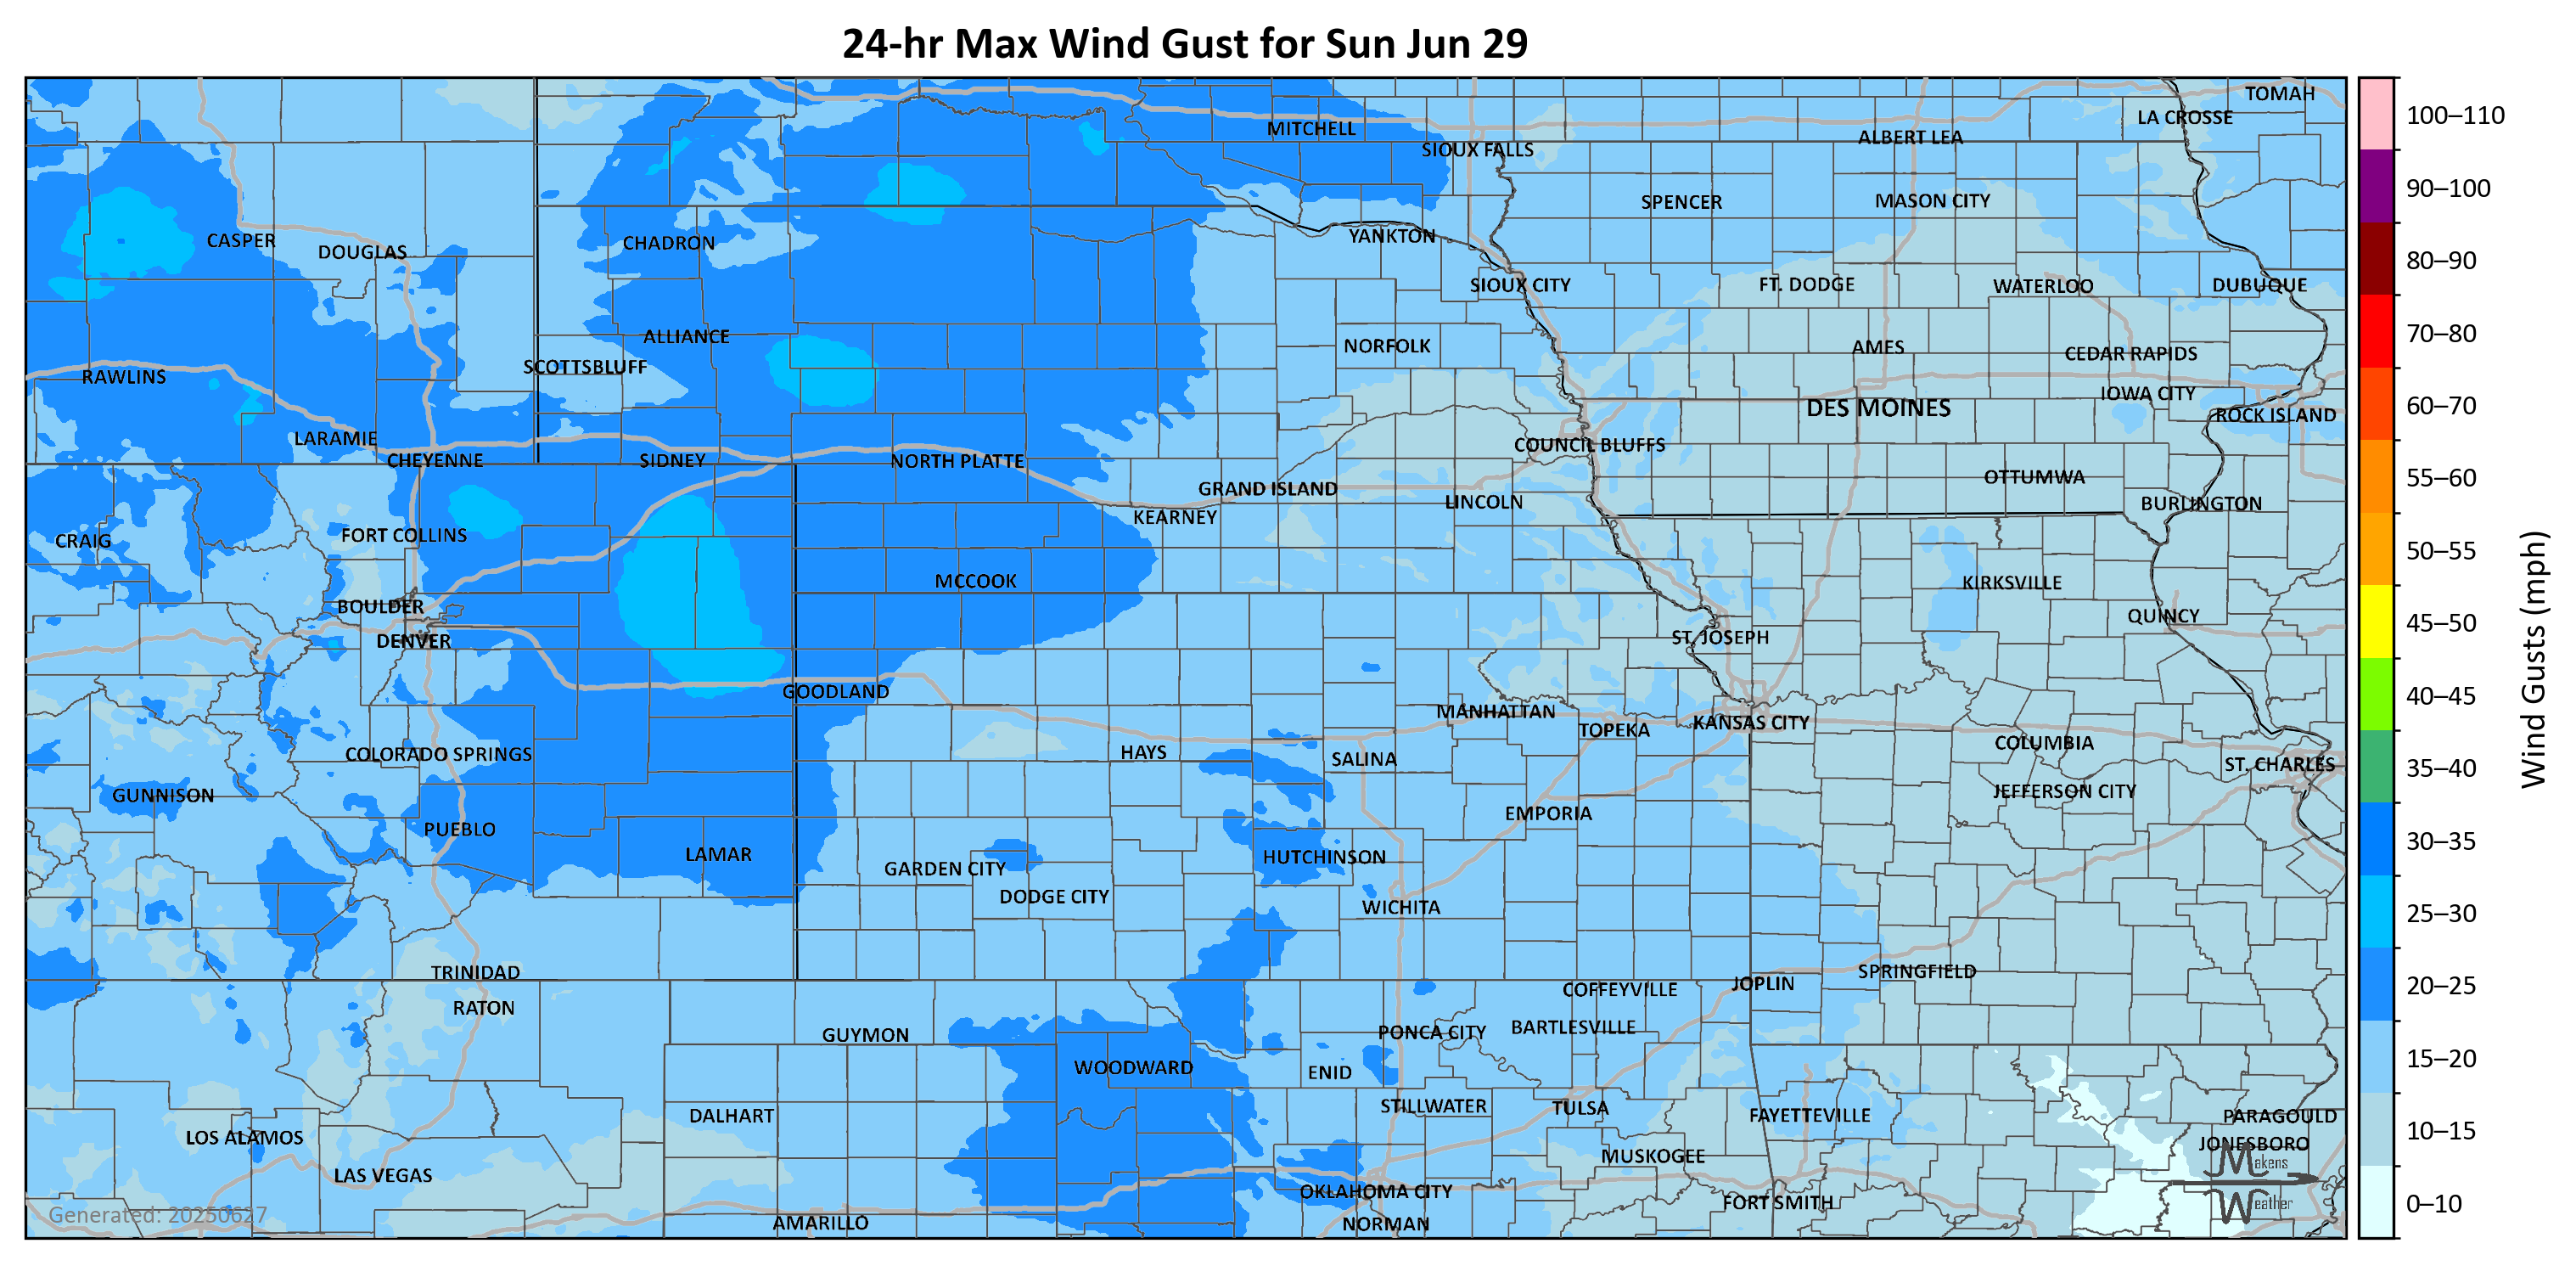 24-hr Max Wind Gust for Sun Jun 29
TOMAH
LA CROSSE
MITCHELL
ALBERT LEA
SIOUX FALLS
SPENCER
MASON CITY
CASPER
DOUGLAS
CHADRON
YANKTON
SIOUX CITY
FT. DODGE
WATERLOO
DUBUQUE
ALLIANCE
NORFOLK
AMES
CEDAR RAPIDS
SCOTTSBLUFF
RAWLINS
IOWA CITY
DES MOINES
ROCK ISLAND
LARAMIE
COUNCIL BLUFFS
CHEYENNE
SIDNEY
NORTH PLATTE
OTTUMWA
GRAND ISLAND
LINCOLN
BURLINGTON
KEARNEY
FORT COLLINS
CRAIG
MCCOOK
KIRKSVILLE
BOULDER
QUINCY
DENVER
ST. JOSEPH
GOODLAND
MANHATTAN
KANSAS CITY
TOPEKA
COLUMBIA
COLORADO SPRINGS
HAYS
SALINA
ST. CHARLES
GUNNISON
JEFFERSON CITY
EMPORIA
PUEBLO
LAMAR
HUTCHINSON
GARDEN CITY
DODGE CITY
WICHITA
TRINIDAD
SPRINGFIELD
JOPLIN
COFFEYVILLE
RATON
BARTLESVILLE
PONCA CITY
GUYMON
WOODWARD
ENID
STILLWATER
TULSA
DALHART
FAYETTEVILLE
PARAGOULD
LOS ALAMOS
JONESBORO
MUSKOGEE
LAS VEGAS
OKLAHOMA CITY
FORT SMITH
AMARILLO
NORMAN
Generated: 20250627
Makens
Weather
100–110
90–100
80–90
70–80
60–70
55–60
50–55
45–50
40–45
35–40
30–35
25–30
20–25
15–20
10–15
0–10
Wind Gusts (mph)